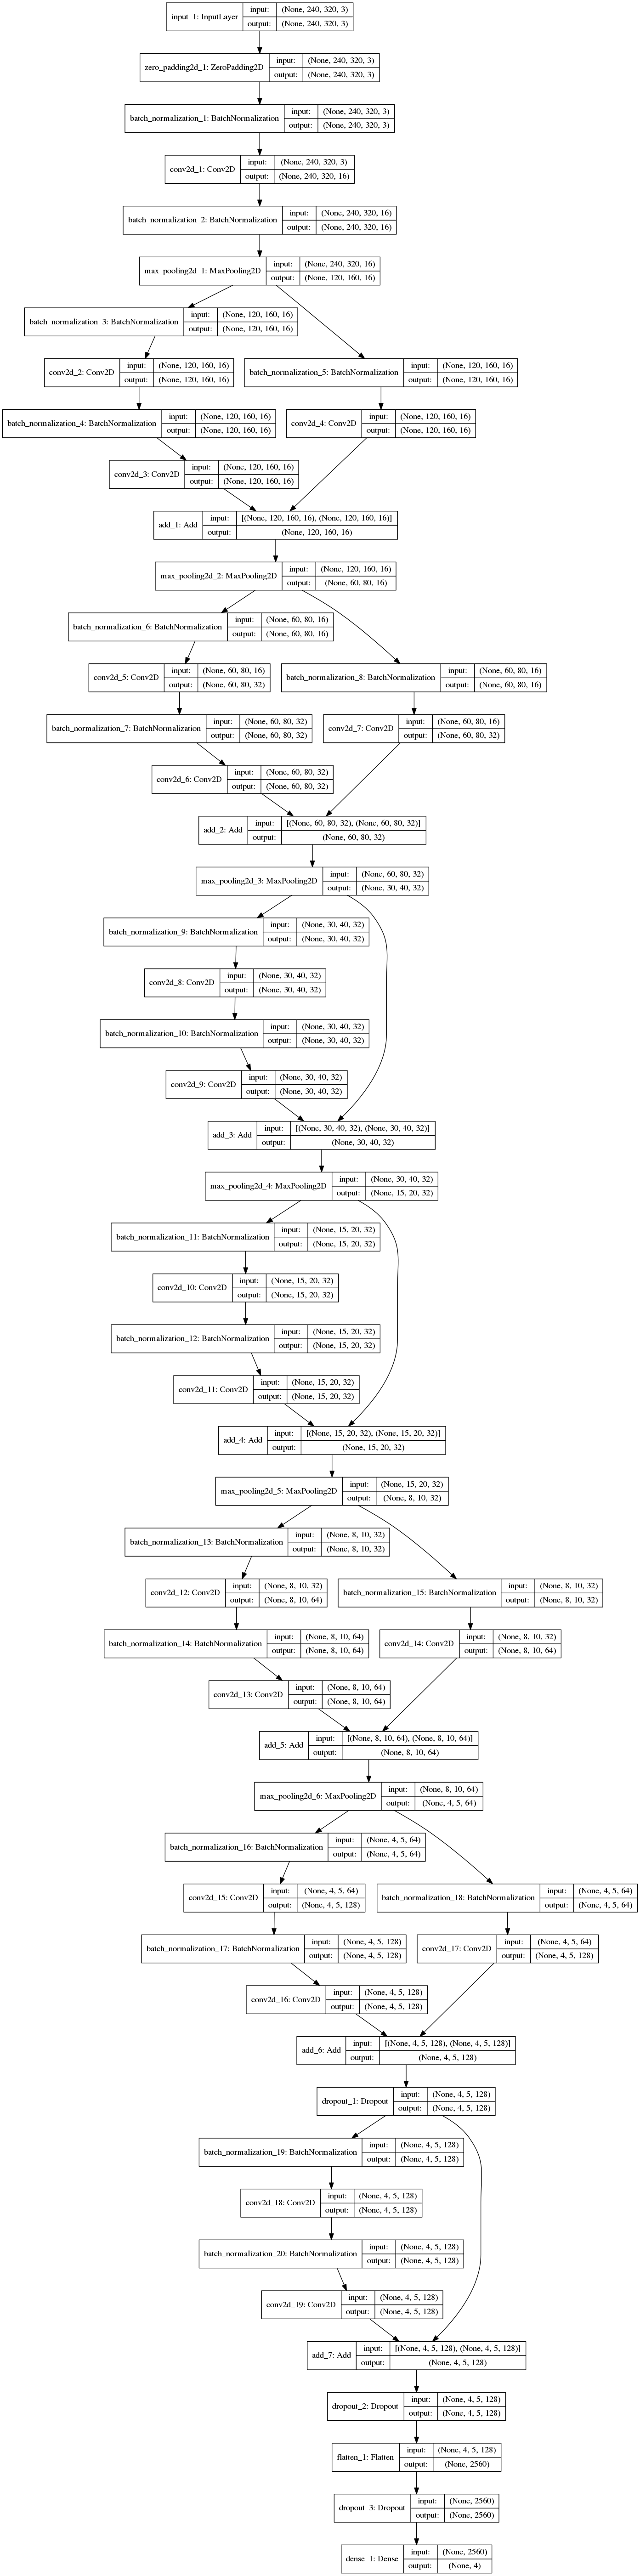 input_1: InputLayer
input: (None, 240, 320, 3)
output: (None, 240, 320, 3)
zero_padding2d_1: ZeroPadding2D
input: (None, 240, 320, 3)
output: (None, 240, 320, 3)
batch_normalization_1: BatchNormalization
input: (None, 240, 320, 3)
output: (None, 240, 320, 3)
conv2d_1: Conv2D
input: (None, 240, 320, 3)
output: (None, 240, 320, 16)
batch_normalization_2: BatchNormalization
input: (None, 240, 320, 16)
output: (None, 240, 320, 16)
max_pooling2d_1: MaxPooling2D
input: (None, 240, 320, 16)
output: (None, 120, 160, 16)
batch_normalization_3: BatchNormalization
input: (None, 120, 160, 16)
output: (None, 120, 160, 16)
conv2d_2: Conv2D
input: (None, 120, 160, 16)
output: (None, 120, 160, 16)
batch_normalization_5: BatchNormalization
input: (None, 120, 160, 16)
output: (None, 120, 160, 16)
batch_normalization_4: BatchNormalization
input: (None, 120, 160, 16)
output: (None, 120, 160, 16)
conv2d_4: Conv2D
input: (None, 120, 160, 16)
output: (None, 120, 160, 16)
conv2d_3: Conv2D
input: (None, 120, 160, 16)
output: (None, 120, 160, 16)
add_1: Add
input: [(None, 120, 160, 16), (None, 120, 160, 16)]
output: (None, 120, 160, 16)
max_pooling2d_2: MaxPooling2D
input: (None, 120, 160, 16)
output: (None, 60, 80, 16)
batch_normalization_6: BatchNormalization
input: (None, 60, 80, 16)
output: (None, 60, 80, 16)
conv2d_5: Conv2D
input: (None, 60, 80, 16)
output: (None, 60, 80, 32)
batch_normalization_8: BatchNormalization
input: (None, 60, 80, 16)
output: (None, 60, 80, 16)
batch_normalization_7: BatchNormalization
input: (None, 60, 80, 32)
output: (None, 60, 80, 32)
conv2d_7: Conv2D
input: (None, 60, 80, 16)
output: (None, 60, 80, 32)
conv2d_6: Conv2D
input: (None, 60, 80, 32)
output: (None, 60, 80, 32)
add_2: Add
input: [(None, 60, 80, 32), (None, 60, 80, 32)]
output: (None, 60, 80, 32)
max_pooling2d_3: MaxPooling2D
input: (None, 60, 80, 32)
output: (None, 30, 40, 32)
batch_normalization_9: BatchNormalization
input: (None, 30, 40, 32)
output: (None, 30, 40, 32)
conv2d_8: Conv2D
input: (None, 30, 40, 32)
output: (None, 30, 40, 32)
batch_normalization_10: BatchNormalization
input: (None, 30, 40, 32)
output: (None, 30, 40, 32)
conv2d_9: Conv2D
input: (None, 30, 40, 32)
output: (None, 30, 40, 32)
add_3: Add
input: [(None, 30, 40, 32), (None, 30, 40, 32)]
output: (None, 30, 40, 32)
max_pooling2d_4: MaxPooling2D
input: (None, 30, 40, 32)
output: (None, 15, 20, 32)
batch_normalization_11: BatchNormalization
input: (None, 15, 20, 32)
output: (None, 15, 20, 32)
conv2d_10: Conv2D
input: (None, 15, 20, 32)
output: (None, 15, 20, 32)
batch_normalization_12: BatchNormalization
input: (None, 15, 20, 32)
output: (None, 15, 20, 32)
conv2d_11: Conv2D
input: (None, 15, 20, 32)
output: (None, 15, 20, 32)
add_4: Add
input: [(None, 15, 20, 32), (None, 15, 20, 32)]
output: (None, 15, 20, 32)
max_pooling2d_5: MaxPooling2D
input: (None, 15, 20, 32)
output: (None, 8, 10, 32)
batch_normalization_13: BatchNormalization
input: (None, 8, 10, 32)
output: (None, 8, 10, 32)
conv2d_12: Conv2D
input: (None, 8, 10, 32)
output: (None, 8, 10, 64)
batch_normalization_15: BatchNormalization
input: (None, 8, 10, 32)
output: (None, 8, 10, 32)
batch_normalization_14: BatchNormalization
input: (None, 8, 10, 64)
output: (None, 8, 10, 64)
conv2d_14: Conv2D
input: (None, 8, 10, 32)
output: (None, 8, 10, 64)
conv2d_13: Conv2D
input: (None, 8, 10, 64)
output: (None, 8, 10, 64)
add_5: Add
input: [(None, 8, 10, 64), (None, 8, 10, 64)]
output: (None, 8, 10, 64)
max_pooling2d_6: MaxPooling2D
input: (None, 8, 10, 64)
output: (None, 4, 5, 64)
batch_normalization_16: BatchNormalization
input: (None, 4, 5, 64)
output: (None, 4, 5, 64)
conv2d_15: Conv2D
input: (None, 4, 5, 64)
output: (None, 4, 5, 128)
batch_normalization_18: BatchNormalization
input: (None, 4, 5, 64)
output: (None, 4, 5, 64)
batch_normalization_17: BatchNormalization
input: (None, 4, 5, 128)
output: (None, 4, 5, 128)
conv2d_17: Conv2D
input: (None, 4, 5, 64)
output: (None, 4, 5, 128)
conv2d_16: Conv2D
input: (None, 4, 5, 128)
output: (None, 4, 5, 128)
add_6: Add
input: [(None, 4, 5, 128), (None, 4, 5, 128)]
output: (None, 4, 5, 128)
dropout_1: Dropout
input: (None, 4, 5, 128)
output: (None, 4, 5, 128)
batch_normalization_19: BatchNormalization
input: (None, 4, 5, 128)
output: (None, 4, 5, 128)
conv2d_18: Conv2D
input: (None, 4, 5, 128)
output: (None, 4, 5, 128)
batch_normalization_20: BatchNormalization
input: (None, 4, 5, 128)
output: (None, 4, 5, 128)
conv2d_19: Conv2D
input: (None, 4, 5, 128)
output: (None, 4, 5, 128)
add_7: Add
input: [(None, 4, 5, 128), (None, 4, 5, 128)]
output: (None, 4, 5, 128)
dropout_2: Dropout
input: (None, 4, 5, 128)
output: (None, 4, 5, 128)
flatten_1: Flatten
input: (None, 4, 5, 128)
output: (None, 2560)
dropout_3: Dropout
input: (None, 2560)
output: (None, 2560)
dense_1: Dense
input: (None, 2560)
output: (None, 4)